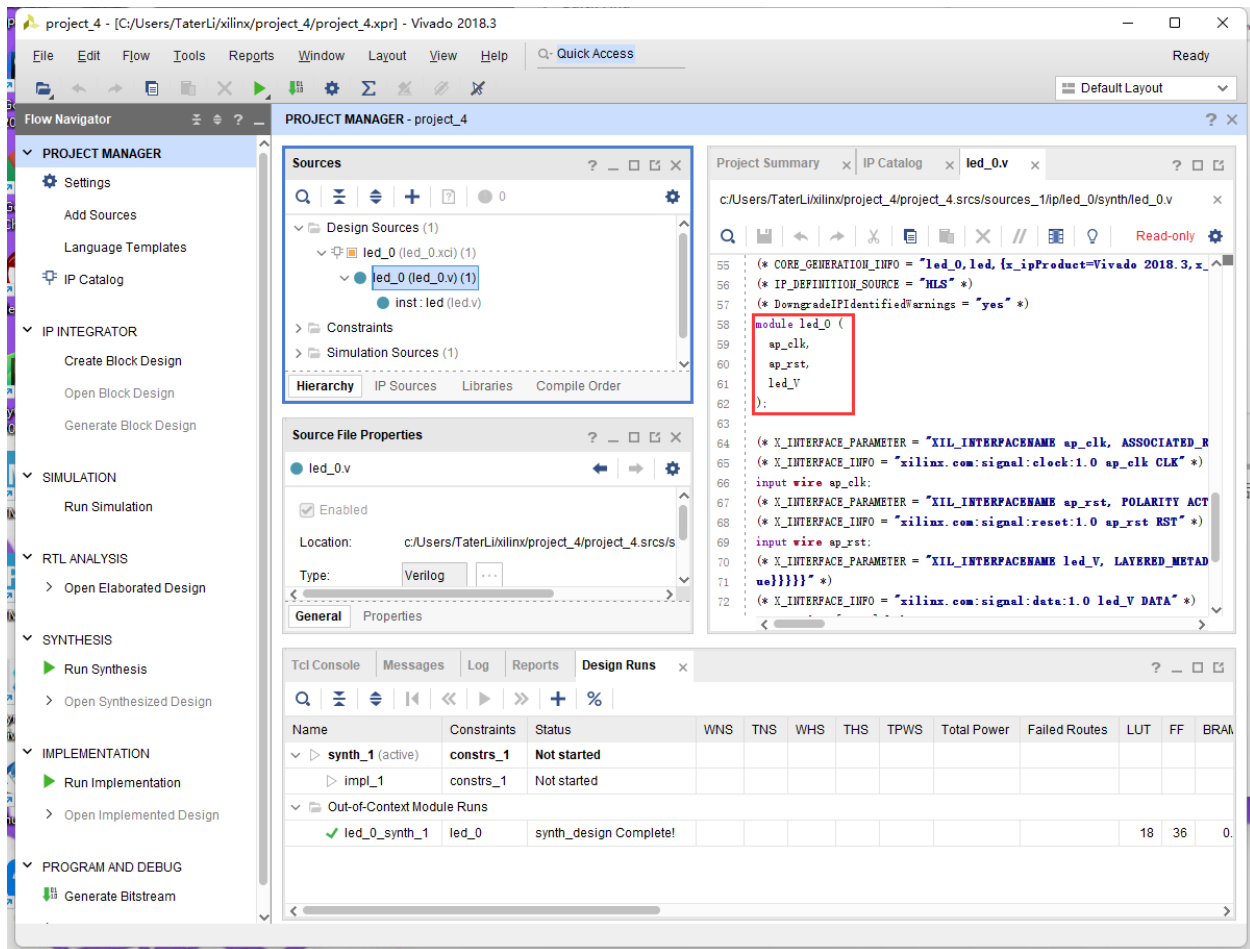 project_4 - [C:/Users/TaterLi/xilinx/project_4/project_4.xpr] - Vivado 2018.3
File Edit Flow Tools Reports Window Layout View Help Quick Access Ready
Default Layout
Flow Navigator
PROJECT MANAGER
Settings
Add Sources
Language Templates
IP Catalog
IP INTEGRATOR
Create Block Design
Open Block Design
Generate Block Design
SIMULATION
Run Simulation
RTL ANALYSIS
Open Elaborated Design
SYNTHESIS
Run Synthesis
Open Synthesized Design
IMPLEMENTATION
Run Implementation
Open Implemented Design
PROGRAM AND DEBUG
Generate Bitstream
PROJECT MANAGER - project_4
Sources
0
Design Sources (1)
led_0 (led_0.xci) (1)
led_0 (led_0.v) (1)
inst : led (led.v)
Constraints
Simulation Sources (1)
Hierarchy IP Sources Libraries Compile Order
Source File Properties
led_0.v
Enabled
Location: c:/Users/TaterLi/xilinx/project_4/project_4.srcs/s
Type: Verilog
General Properties
Project Summary IP Catalog led_0.v
c:/Users/TaterLi/xilinx/project_4/project_4.srcs/sources_1/ip/led_0/synth/led_0.v
Read-only
55 (* CORE_GENERATION_INFO = "led_0,led,{x_ipProduct=Vivado 2018.3,x_
56 (* IP_DEFINITION_SOURCE = "HLS" *)
57 (* DowngradeIPIdentifiedWarnings = "yes" *)
58 module led_0 (
59 ap_clk,
60 ap_rst,
61 led_V
62 );
63
64 (* X_INTERFACE_PARAMETER = "XIL_INTERFACENAME ap_clk, ASSOCIATED_R
65 (* X_INTERFACE_INFO = "xilinx.com:signal:clock:1.0 ap_clk CLK" *)
66 input wire ap_clk;
67 (* X_INTERFACE_PARAMETER = "XIL_INTERFACENAME ap_rst, POLARITY ACT
68 (* X_INTERFACE_INFO = "xilinx.com:signal:reset:1.0 ap_rst RST" *)
69 input wire ap_rst;
70 (* X_INTERFACE_PARAMETER = "XIL_INTERFACENAME led_V, LAYERED_METAD
71 ue}}}}}" *)
72 (* X_INTERFACE_INFO = "xilinx.com:signal:data:1.0 led_V DATA" *)
Tcl Console Messages Log Reports Design Runs
Name Constraints Status WNS TNS WHS THS TPWS Total Power Failed Routes LUT FF BRAM
synth_1 (active) constrs_1 Not started
impl_1 constrs_1 Not started
Out-of-Context Module Runs
led_0_synth_1 led_0 synth_design Complete! 18 36 0.